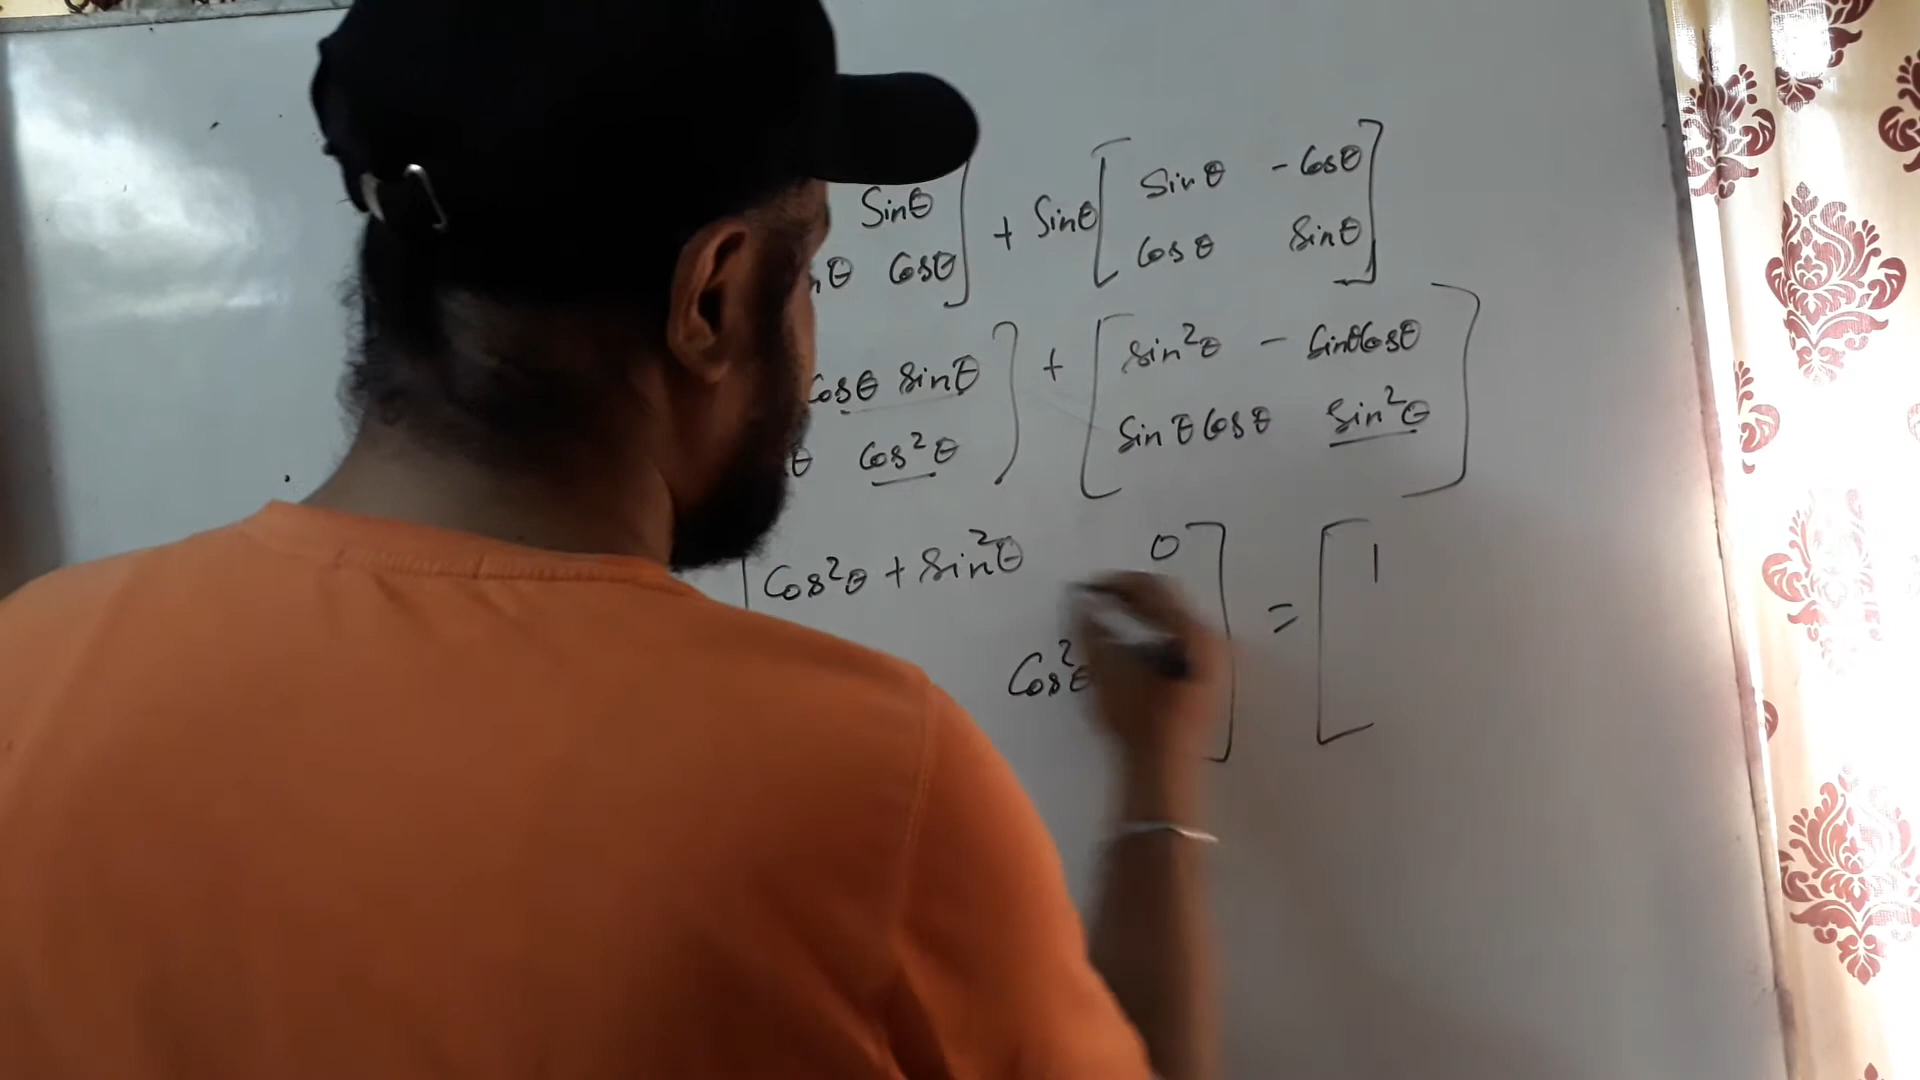 Sinθ ] + Sinθ [ Sinθ -Cosθ
θ Cosθ ] [ Cosθ Sinθ ]
Cosθ Sinθ ] + [ Sin²θ - SinθCosθ
θ Cos²θ ] [ SinθCosθ Sin²θ ]
[ Cos²θ + Sin²θ 0 ] = [ 1
Cos²θ